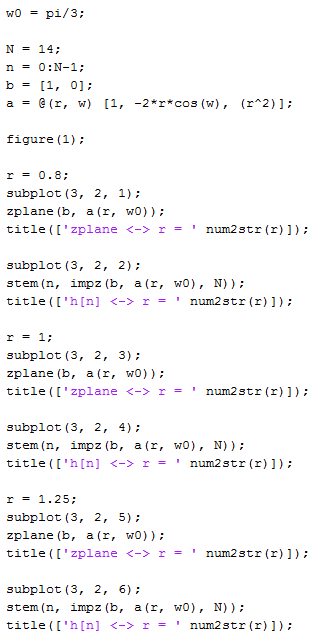 w0 = pi/3;
N = 14;
n = 0:N-1;
b = [1, 0];
a = @(r, w) [1, -2*r*cos(w), (r^2)];
figure(1);
r = 0.8;
subplot(3, 2, 1);
zplane(b, a(r, w0));
title(['zplane <-> r = ' num2str(r)]);
subplot(3, 2, 2);
stem(n, impz(b, a(r, w0), N));
title(['h[n] <-> r = ' num2str(r)]);
r = 1;
subplot(3, 2, 3);
zplane(b, a(r, w0));
title(['zplane <-> r = ' num2str(r)]);
subplot(3, 2, 4);
stem(n, impz(b, a(r, w0), N));
title(['h[n] <-> r = ' num2str(r)]);
r = 1.25;
subplot(3, 2, 5);
zplane(b, a(r, w0));
title(['zplane <-> r = ' num2str(r)]);
subplot(3, 2, 6);
stem(n, impz(b, a(r, w0), N));
title(['h[n] <-> r = ' num2str(r)]);